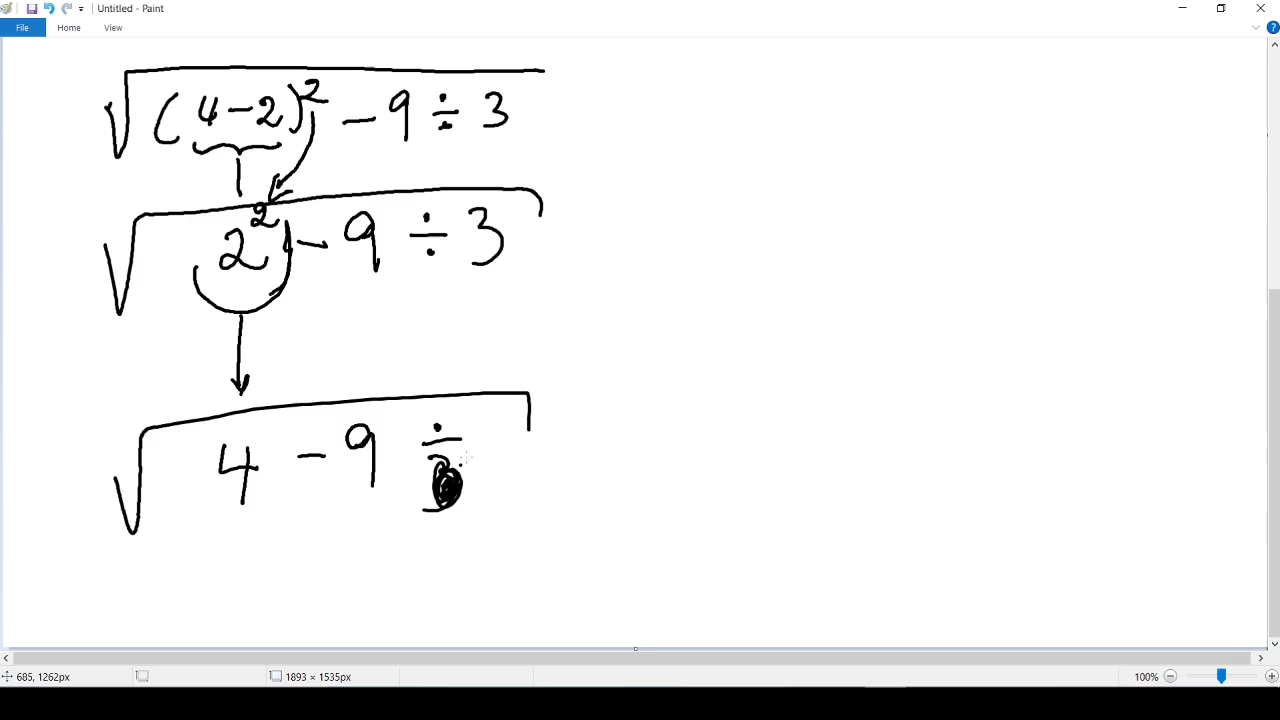 Untitled - Paint
File Home View
√((4-2)² - 9 ÷ 3)
√(2² - 9 ÷ 3)
√(4 - 9 ÷
685, 1262px 1893 × 1535px 100%